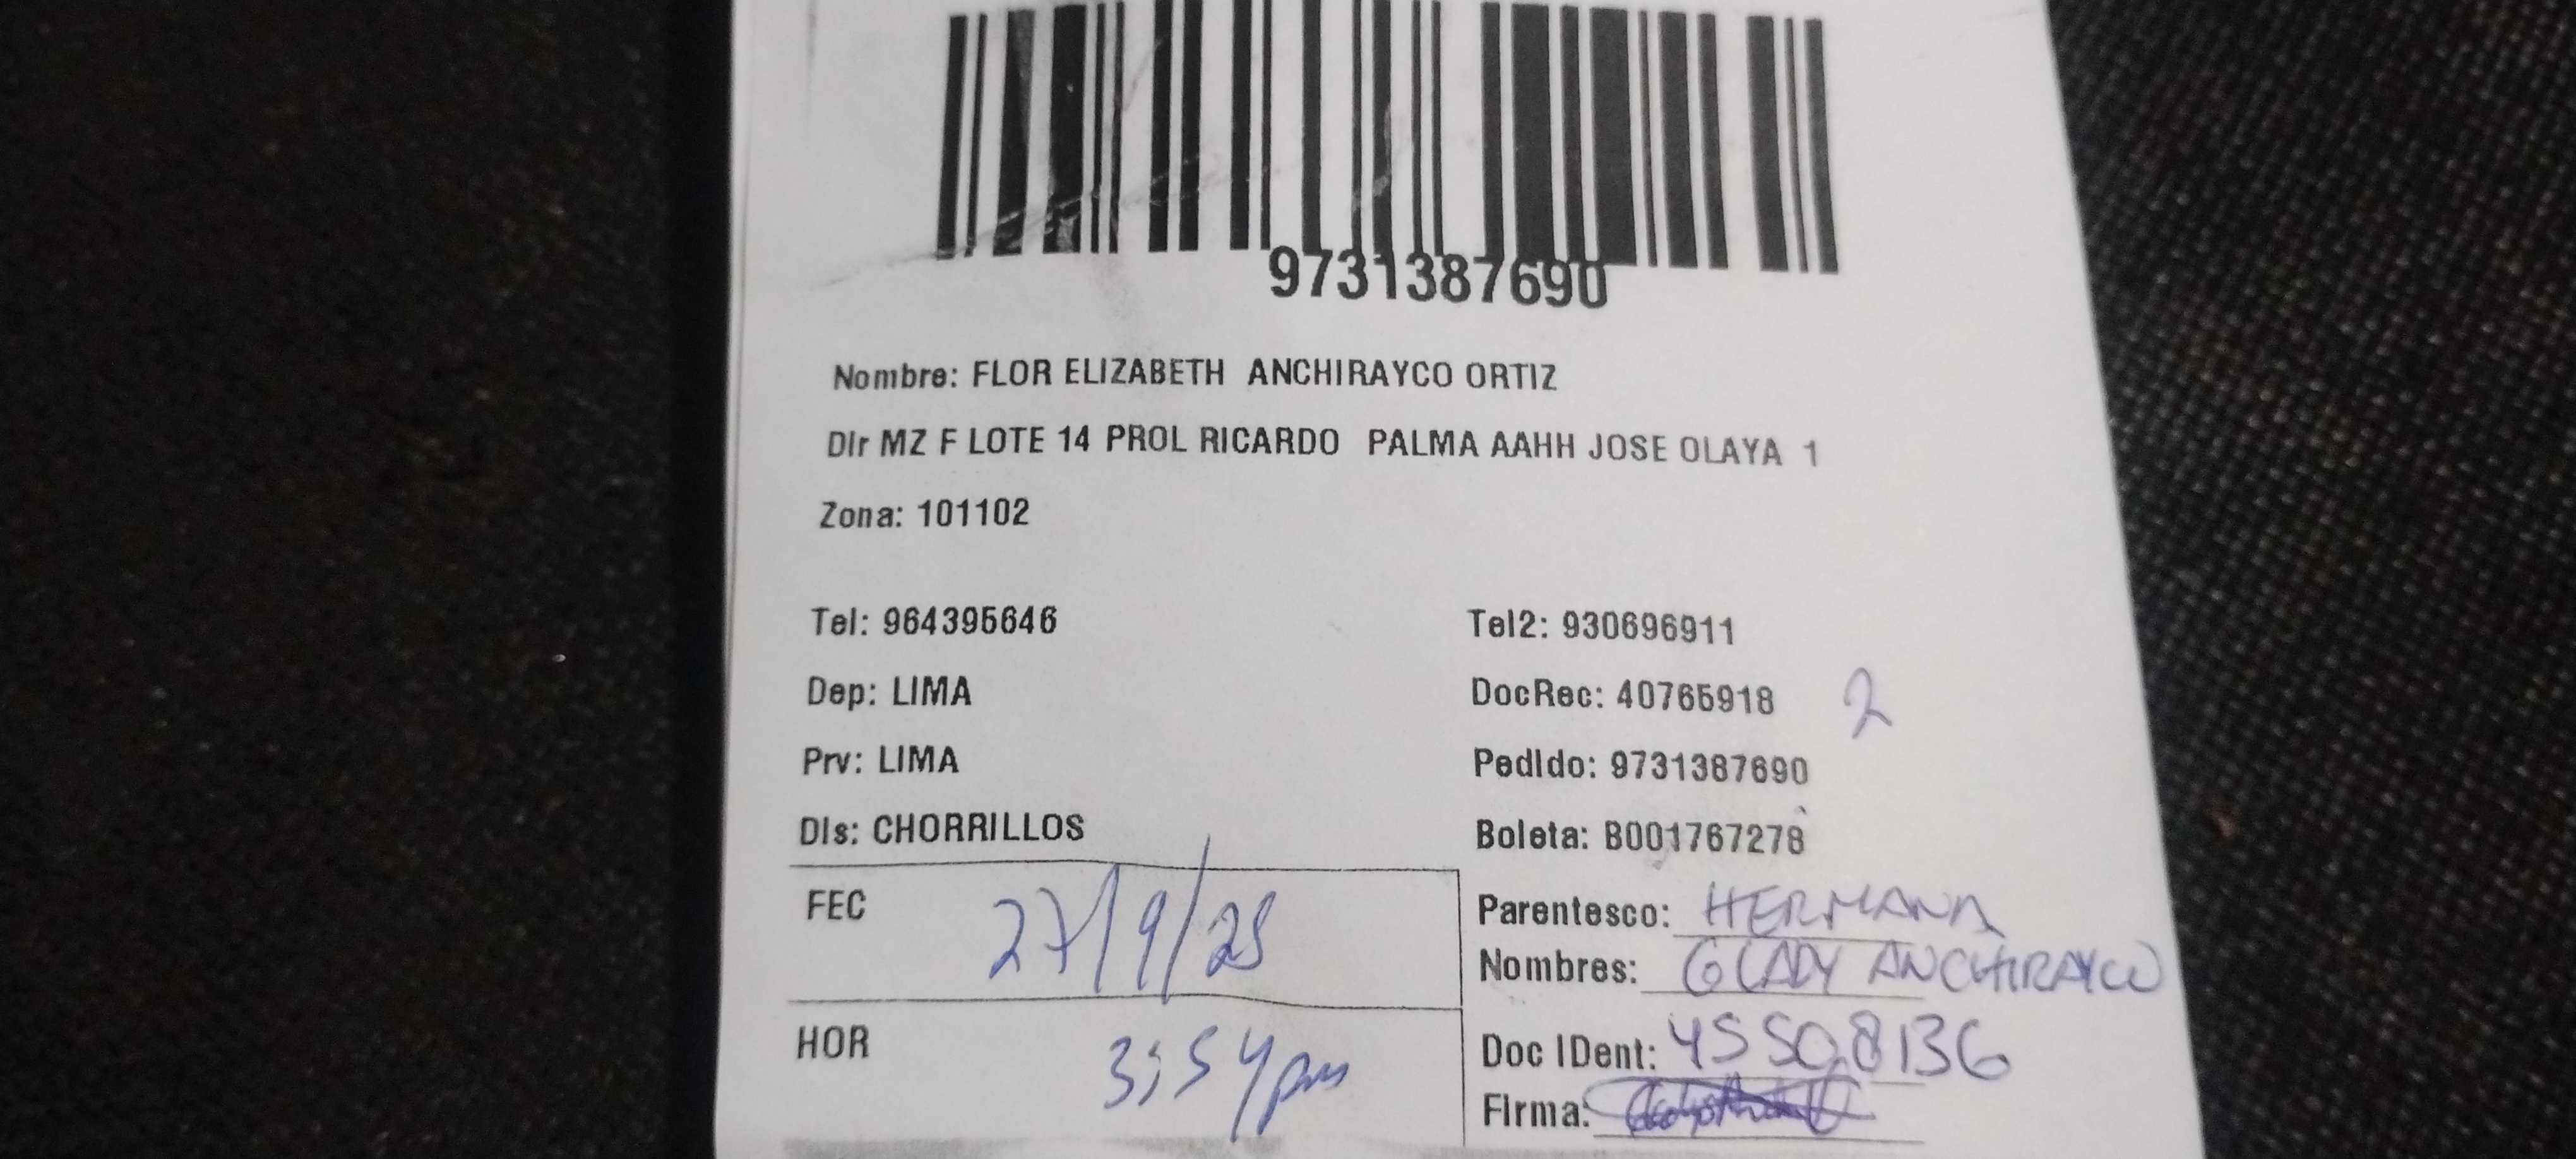 9731387690
Nombre: FLOR ELIZABETH ANCHIRAYCO ORTIZ
Dir MZ F LOTE 14 PROL RICARDO PALMA AAHH JOSE OLAYA 1
Zona: 101102
Tel: 964395646 Tel2: 930696911
Dep: LIMA DocRec: 40765918 2
Prv: LIMA Pedido: 9731387690
Dis: CHORRILLOS Boleta: B001767278
FEC 27/9/25 Parentesco: HERMANA
Nombres: GLADY ANCHIRAYCO
HOR 3:54pm Doc IDent: 45508136
Firma: